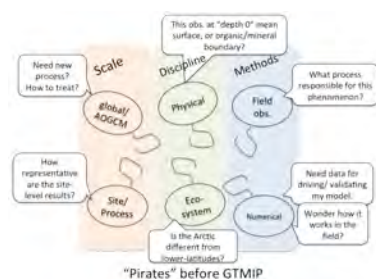 This obs. at "depth 0" mean
surface, or organic/mineral
boundary?
Scale
Discipline
Methods
Need new
process?
How to treat?
global/
AOGCM
Physical
Field
obs.
What process
responsible for this
phenomenon?
How
representative
are the site-
level results?
Site/
Process
Eco-
system
Numerical
Need data for
driving/ validating
my model.
Wonder how it
works in the
field?
Is the Arctic
different from
lower-latitudes?
"Pirates" before GTMIP